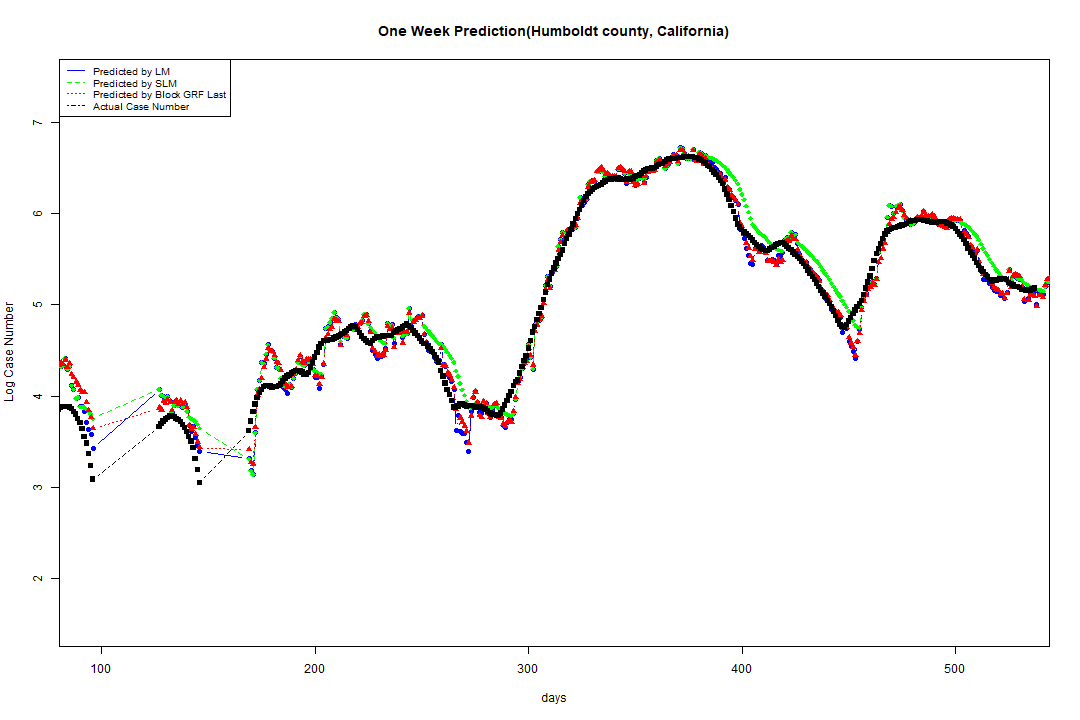 One Week Prediction(Humboldt county, California)
Predicted by LM
Predicted by SLM
Predicted by Block GRF Last
Actual Case Number
7
6
5
4
3
2
Log Case Number
100 200 300 400 500
days